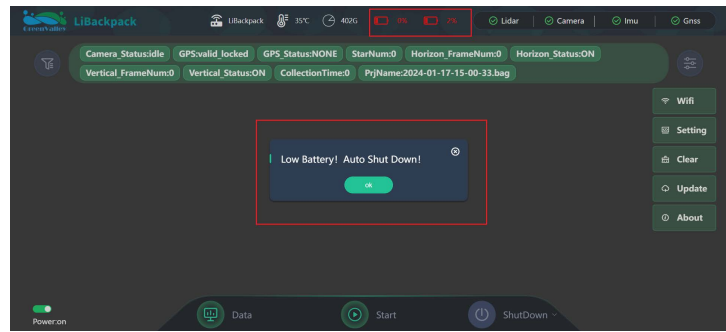 GreenValley
LiBackpack
LiBackpack 35℃ 402G 0% 2% Lidar Camera Imu Gnss
Camera_Status:idle GPS:valid_locked GPS_Status:NONE StarNum:0 Horizon_FrameNum:0 Horizon_Status:ON
Vertical_FrameNum:0 Vertical_Status:ON CollectionTime:0 PrjName:2024-01-17-15-00-33.bag
Wifi
Setting
Clear
Update
About
Low Battery! Auto Shut Down!
ok
Power:on
Data
Start
ShutDown